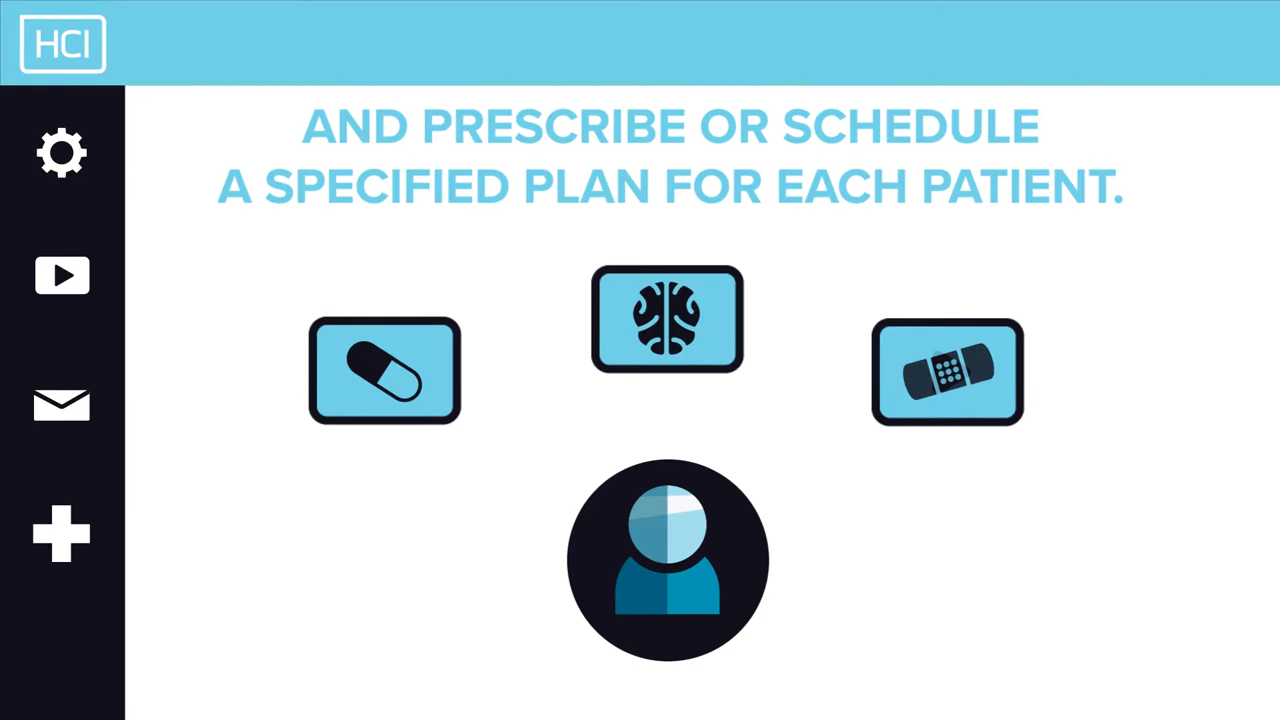 HCI
AND PRESCRIBE OR SCHEDULE
A SPECIFIED PLAN FOR EACH PATIENT.